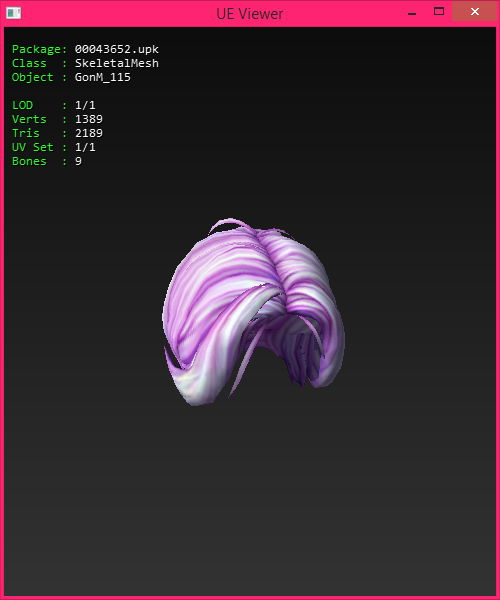 UE Viewer
Package: 00043652.upk
Class : SkeletalMesh
Object : GonM_115
LOD : 1/1
Verts : 1389
Tris : 2189
UV Set : 1/1
Bones : 9